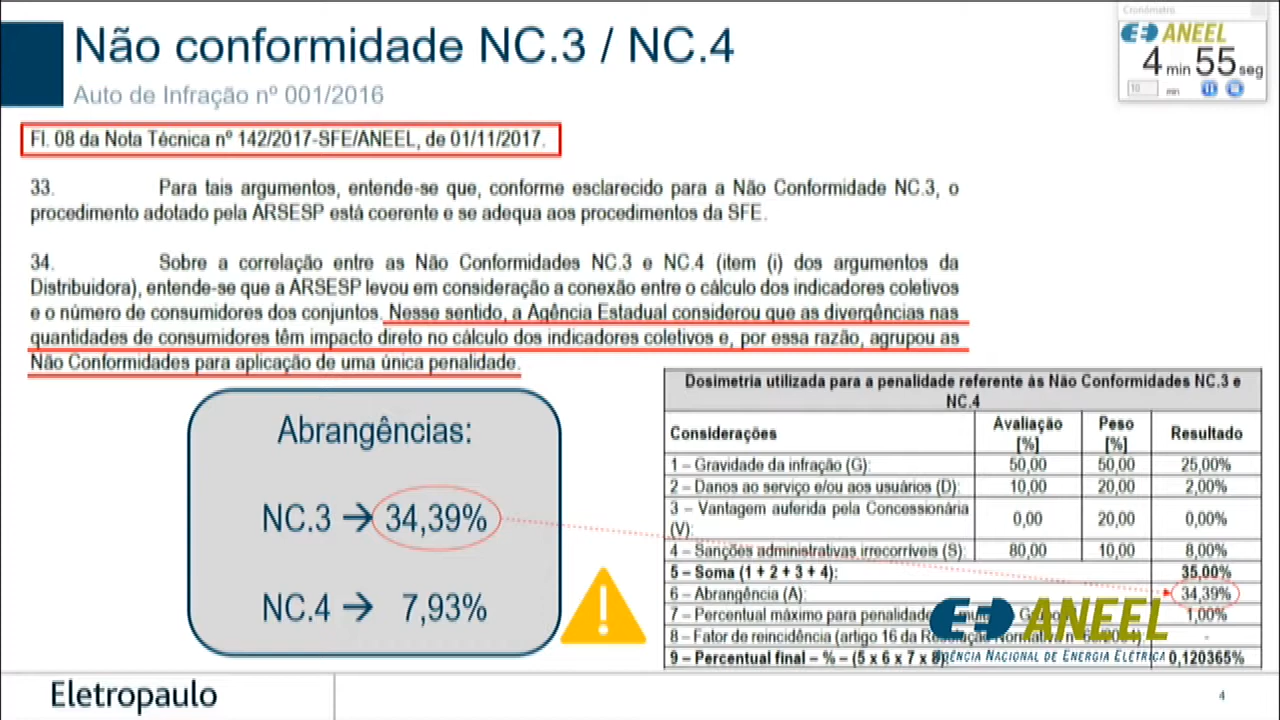 Não conformidade NC.3 / NC.4
Auto de Infração nº 001/2016
Cronômetro
ANEEL
4 min 55 seg
10 min
Fl. 08 da Nota Técnica nº 142/2017-SFE/ANEEL, de 01/11/2017.
33. Para tais argumentos, entende-se que, conforme esclarecido para a Não Conformidade NC.3, o
procedimento adotado pela ARSESP está coerente e se adequa aos procedimentos da SFE.
34. Sobre a correlação entre as Não Conformidades NC.3 e NC.4 (item (i) dos argumentos da
Distribuidora), entende-se que a ARSESP levou em consideração a conexão entre o cálculo dos indicadores coletivos
e o número de consumidores dos conjuntos. Nesse sentido, a Agência Estadual considerou que as divergências nas
quantidades de consumidores têm impacto direto no cálculo dos indicadores coletivos e, por essa razão, agrupou as
Não Conformidades para aplicação de uma única penalidade.
Abrangências:
NC.3 → 34,39%
NC.4 → 7,93%
Dosimetria utilizada para a penalidade referente às Não Conformidades NC.3 e
NC.4
Considerações Avaliação [%] Peso [%] Resultado
1 – Gravidade da infração (G): 50,00 50,00 25,00%
2 – Danos ao serviço e/ou aos usuários (D): 10,00 20,00 2,00%
3 – Vantagem auferida pela Concessionária
(V): 0,00 20,00 0,00%
4 – Sanções administrativas irrecorríveis (S): 80,00 10,00 8,00%
5 – Soma (1 + 2 + 3 + 4): 35,00%
6 – Abrangência (A): 34,39%
7 – Percentual máximo para penalidade 1,00%
8 – Fator de reincidência (artigo 16 da -
9 – Percentual final – % – (5 x 6 x 7 x 8): 0,120365%
ANEEL
AGÊNCIA NACIONAL DE ENERGIA ELÉTRICA
Eletropaulo
4